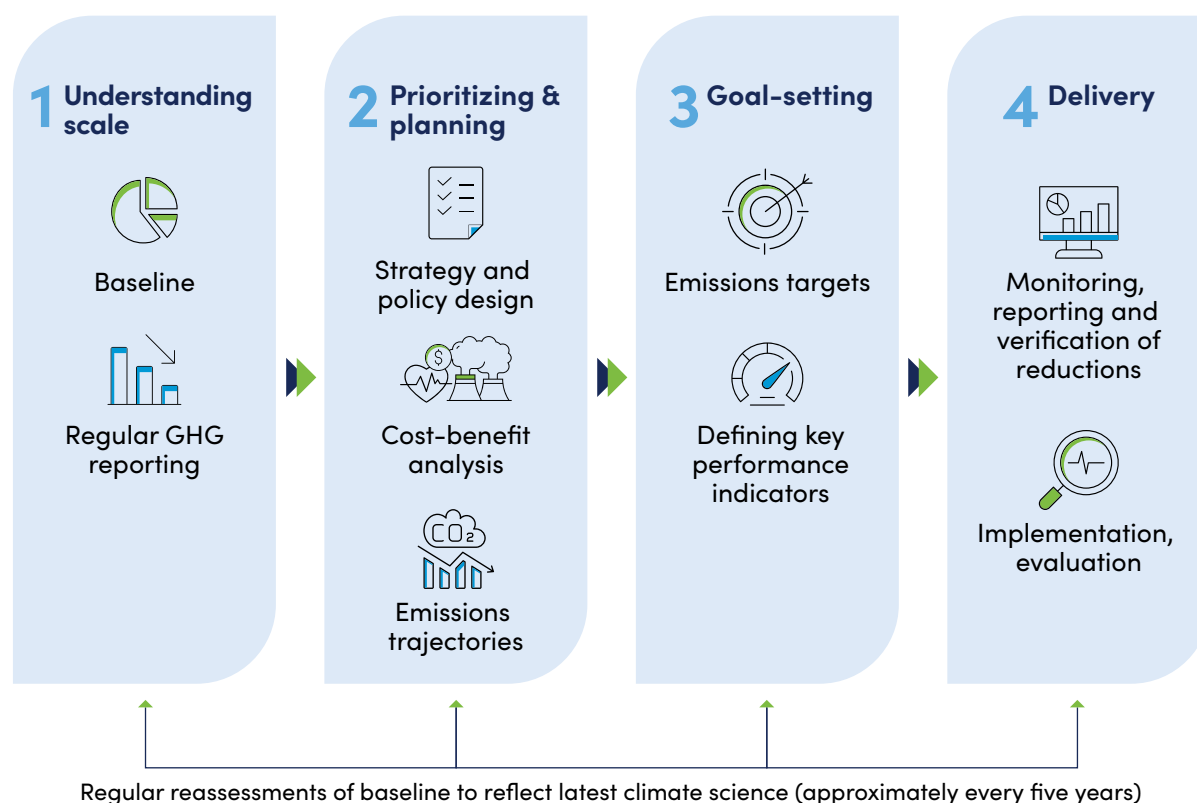 1 Understanding
scale
Baseline
Regular GHG
reporting
2 Prioritizing &
planning
Strategy and
policy design
$
Cost-benefit
analysis
CO₂
Emissions
trajectories
3 Goal-setting
Emissions targets
Defining key
performance
indicators
4 Delivery
Monitoring,
reporting and
verification of
reductions
Implementation,
evaluation
Regular reassessments of baseline to reflect latest climate science (approximately every five years)